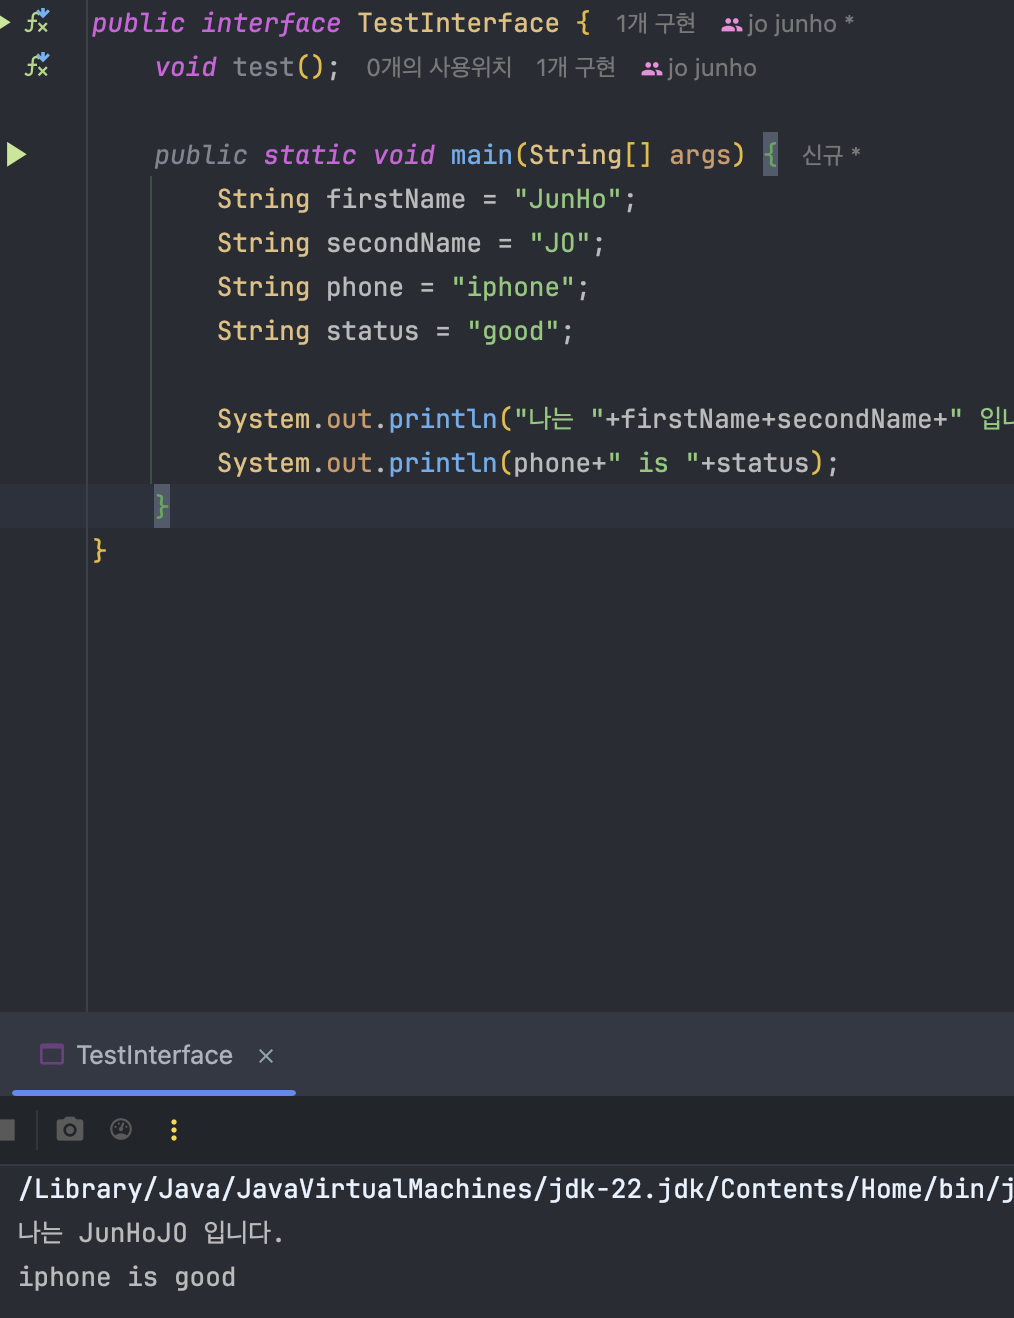 public interface TestInterface { 1개 구현 jo junho *
void test(); 0개의 사용위치 1개 구현 jo junho
public static void main(String[] args) { 신규 *
String firstName = "JunHo";
String secondName = "JO";
String phone = "iphone";
String status = "good";
System.out.println("나는 "+firstName+secondName+" 입
System.out.println(phone+" is "+status);
}
}
TestInterface ×
/Library/Java/JavaVirtualMachines/jdk-22.jdk/Contents/Home/bin/j
나는 JunHoJO 입니다.
iphone is good